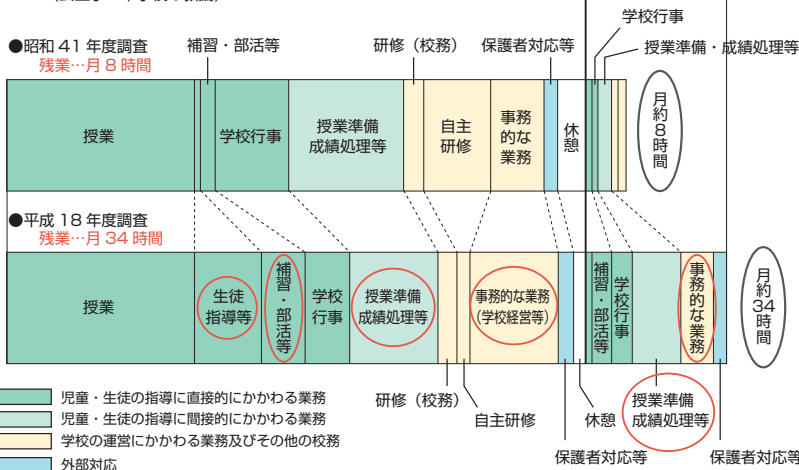 学校行事
●昭和 41 年度調査
補習・部活等
研修（校務）
保護者対応等
授業準備・成績処理等
残業…月 8 時間
授業
学校行事
授業準備
成績処理等
自主
研修
事務
的な
業務
休憩
月約8時間
●平成 18 年度調査
残業…月 34 時間
授業
生徒
指導等
補習・部活等
学校
行事
授業準備
成績処理等
事務的な業務
（学校経営等）
補習・部活等
学校行事
事務的な業務
月約34時間
児童・生徒の指導に直接的にかかわる業務
児童・生徒の指導に間接的にかかわる業務
学校の運営にかかわる業務及びその他の校務
外部対応
研修（校務）
自主研修
休憩
授業準備
成績処理等
保護者対応等
保護者対応等